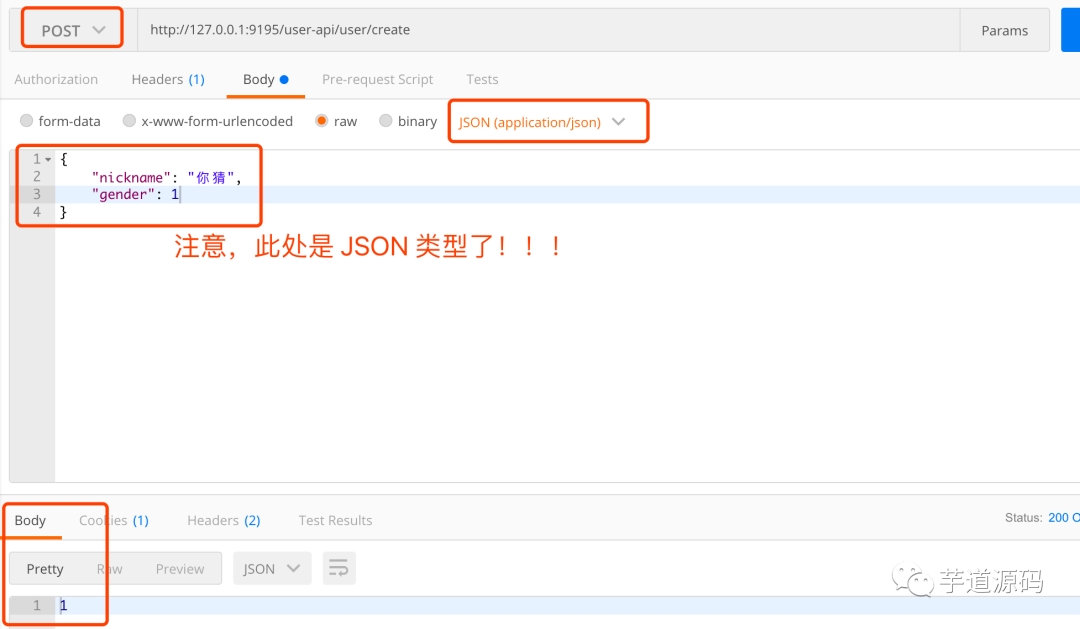 POST http://127.0.0.1:9195/user-api/user/create Params
Authorization Headers (1) Body Pre-request Script Tests
form-data x-www-form-urlencoded raw binary JSON (application/json)
1 {
2 "nickname": "你猜",
3 "gender": 1
4 }
注意，此处是 JSON 类型了！！！
Body Cookies (1) Headers (2) Test Results Status: 200 O
Pretty Raw Preview JSON
芋道源码
1 1